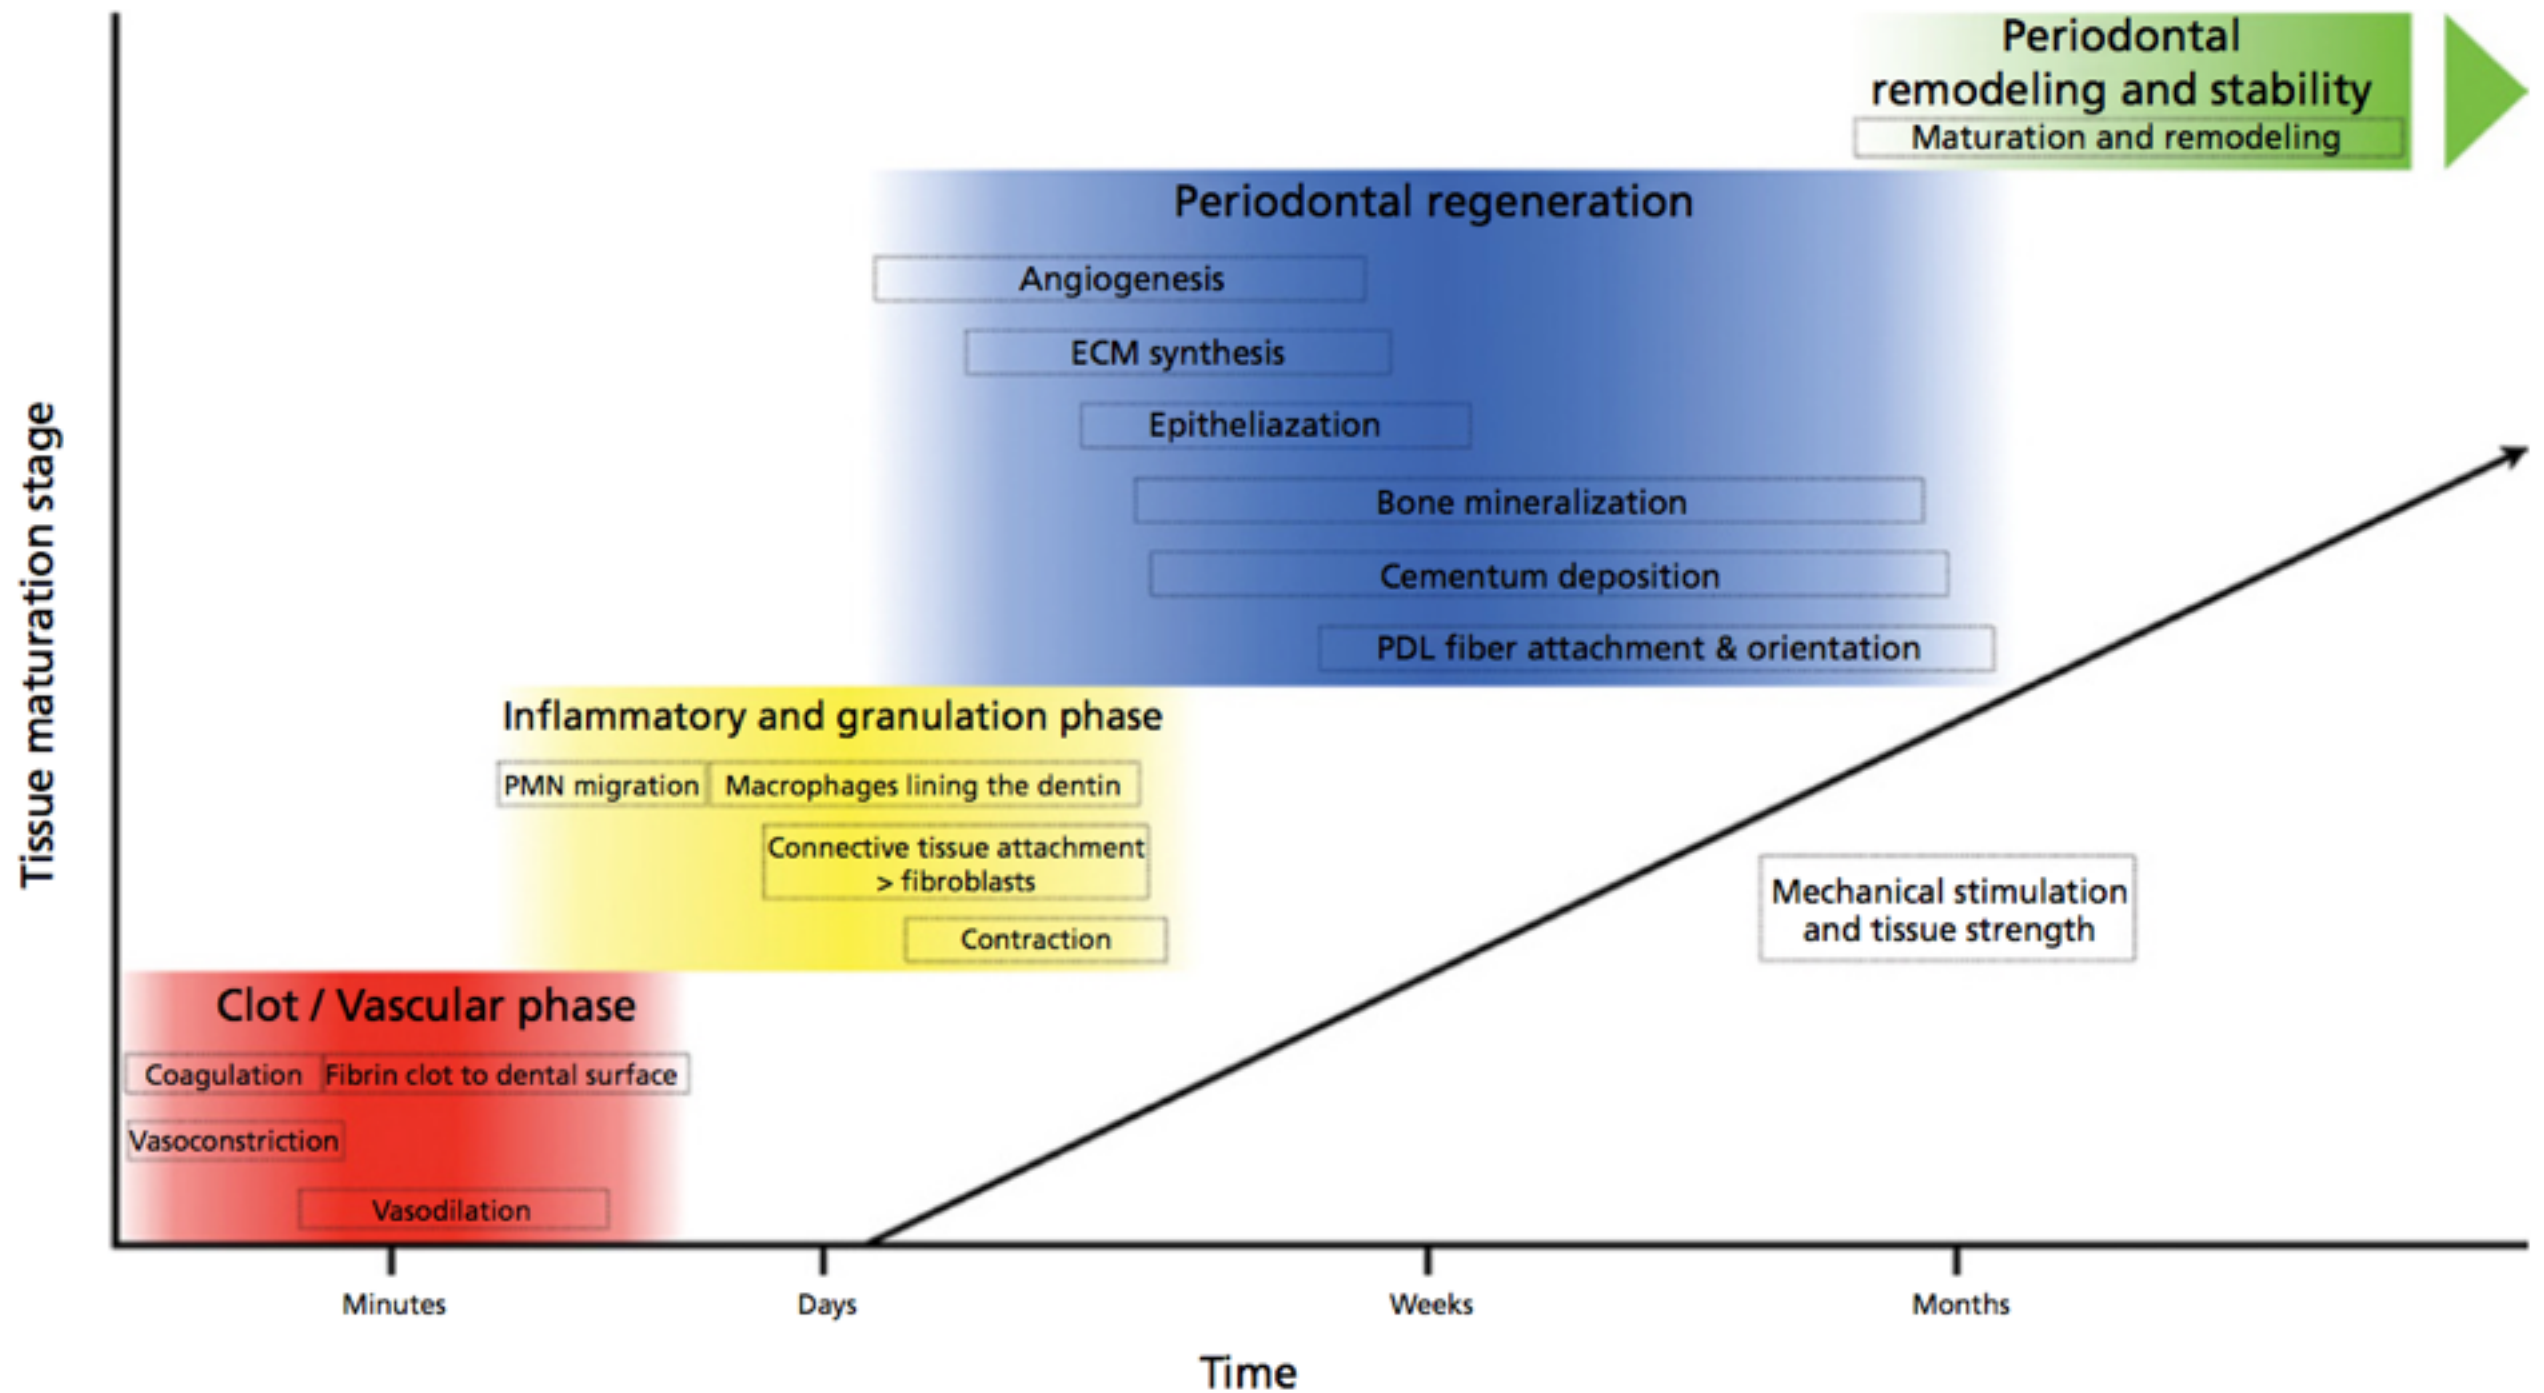 Periodontal
remodeling and stability
Maturation and remodeling
Periodontal regeneration
Angiogenesis
ECM synthesis
Epitheliazation
Bone mineralization
Cementum deposition
PDL fiber attachment & orientation
Inflammatory and granulation phase
PMN migration Macrophages lining the dentin
Connective tissue attachment
> fibroblasts
Contraction
Mechanical stimulation
and tissue strength
Clot / Vascular phase
Coagulation Fibrin clot to dental surface
Vasoconstriction
Vasodilation
Tissue maturation stage
Minutes Days Weeks Months
Time